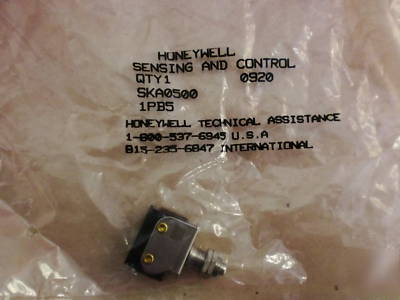 HONEYWELL
SENSING AND CONTROL
QTY1 0920
SKA0500
1PB5
HONEYWELL TECHNICAL ASSISTANCE
1-800-537-6945 U.S.A
815-235-6847 INTERNATIONAL